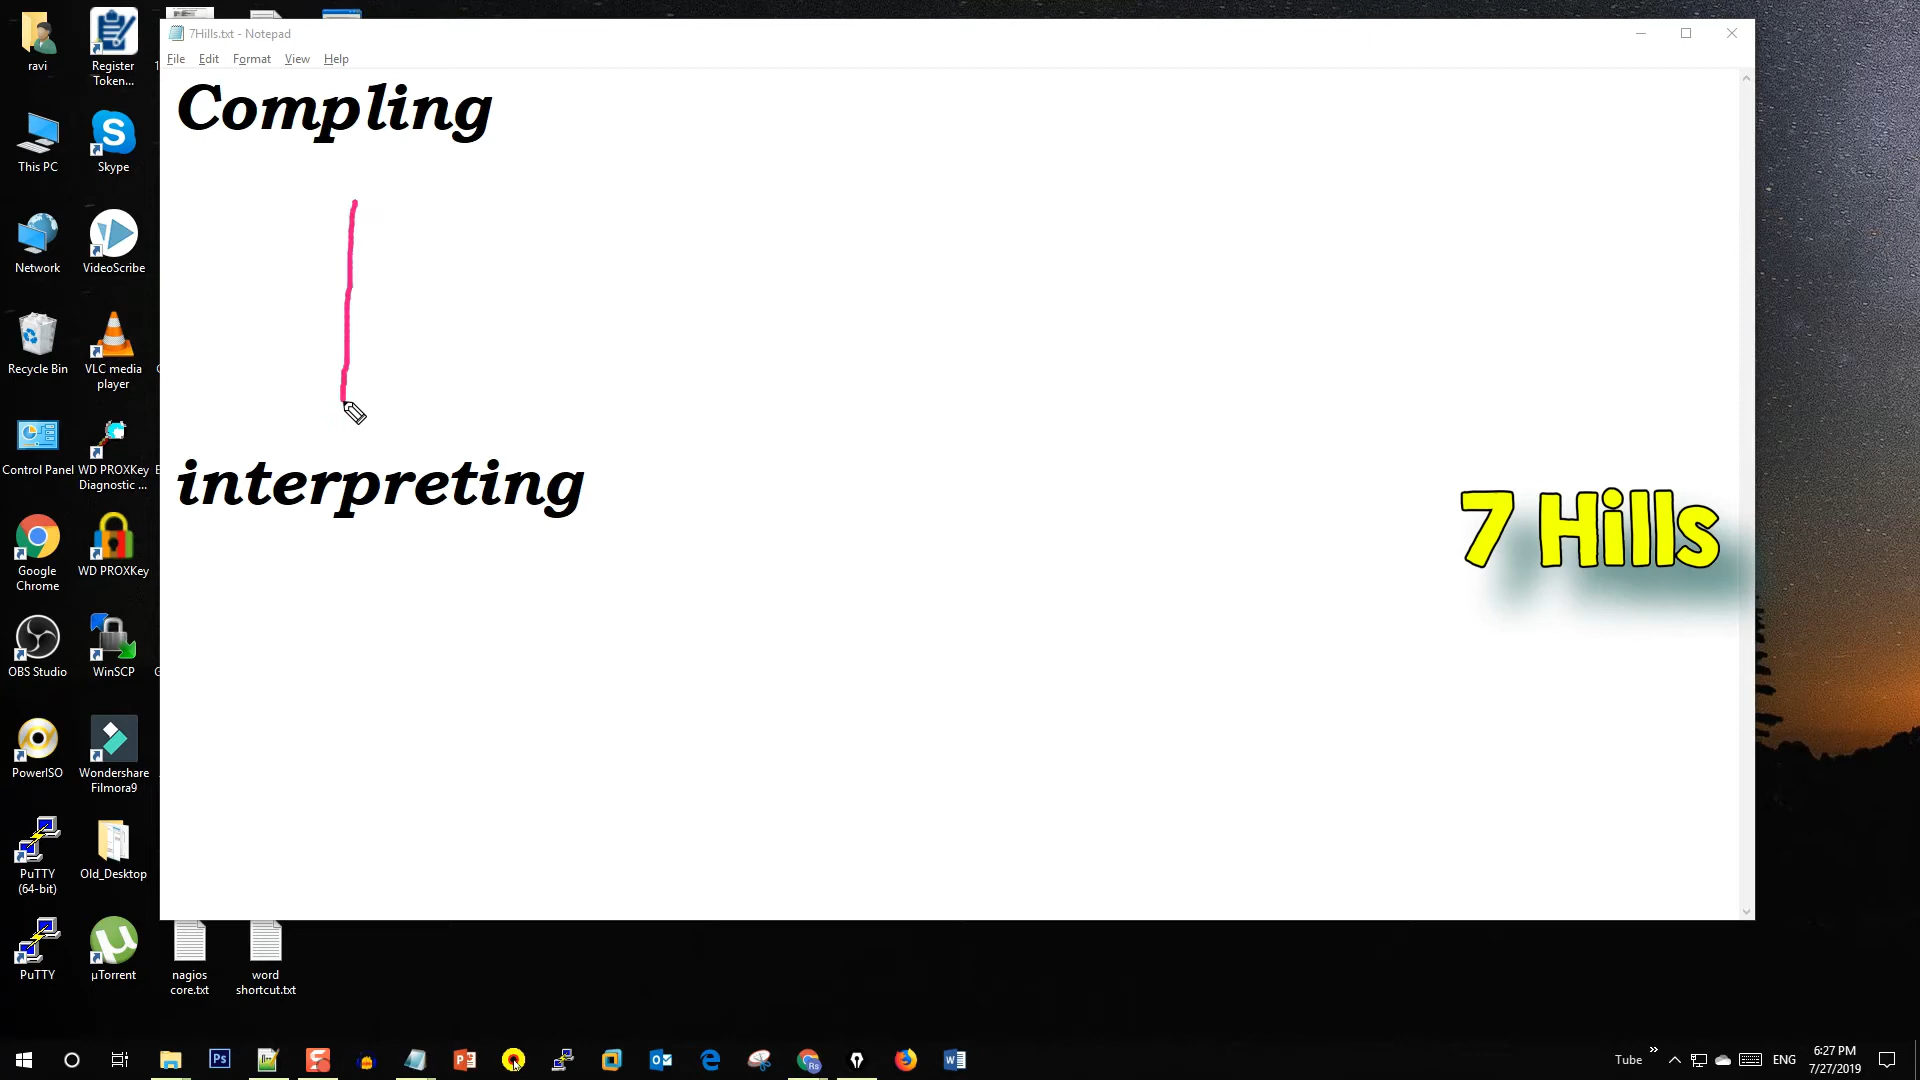 7Hills.txt - Notepad
File Edit Format View Help
Compling
interpreting
7 Hills
ravi
Register
Token...
This PC
Skype
Network
VideoScribe
Recycle Bin
VLC media
player
Control Panel
WD PROXKey
Diagnostic ...
Google
Chrome
WD PROXKey
OBS Studio
WinSCP
PowerISO
Wondershare
Filmora9
PuTTY
(64-bit)
Old_Desktop
PuTTY
µTorrent
nagios
core.txt
word
shortcut.txt
Tube » ENG 6:27 PM
7/27/2019